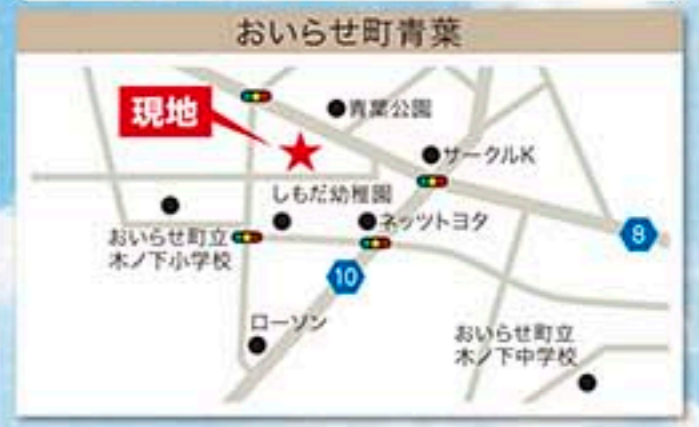 おいらせ町青葉
現地
青葉公園
サークルK
しもだ幼稚園
ネッツトヨタ
おいらせ町立
木ノ下小学校
8
10
ローソン
おいらせ町立
木ノ下中学校